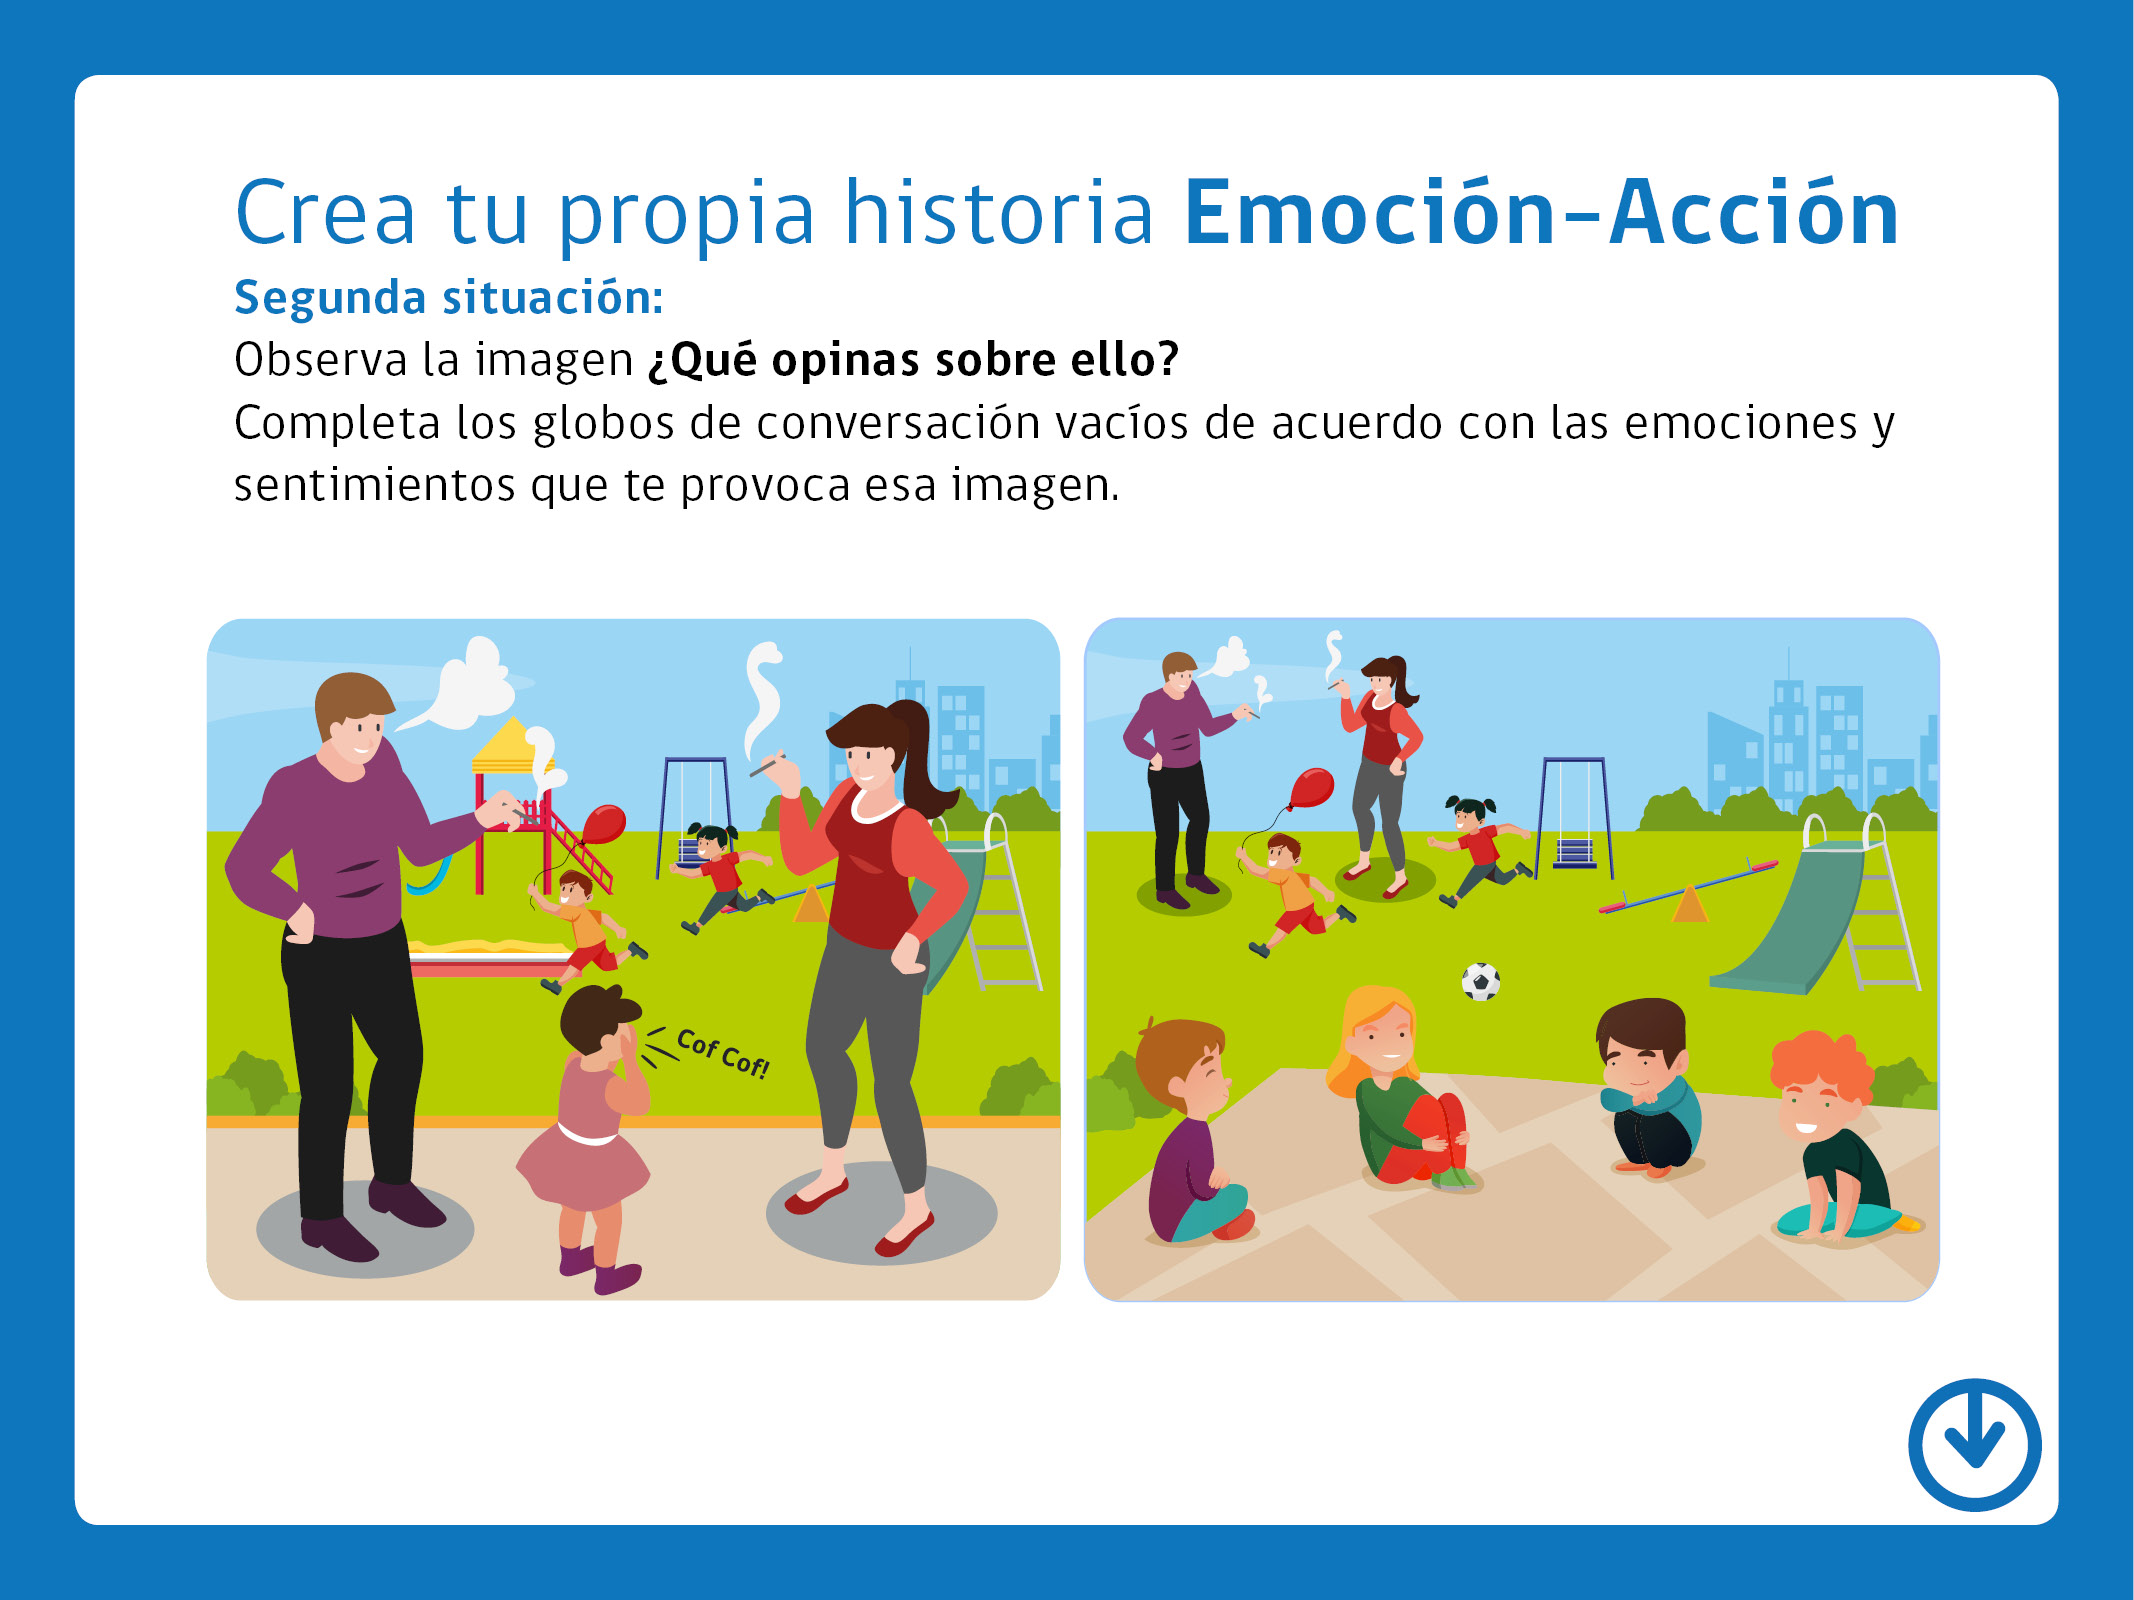 Crea tu propia historia Emoción-Acción
Segunda situación:
Observa la imagen ¿Qué opinas sobre ello?
Completa los globos de conversación vacíos de acuerdo con las emociones y
sentimientos que te provoca esa imagen.
Cof Cof!